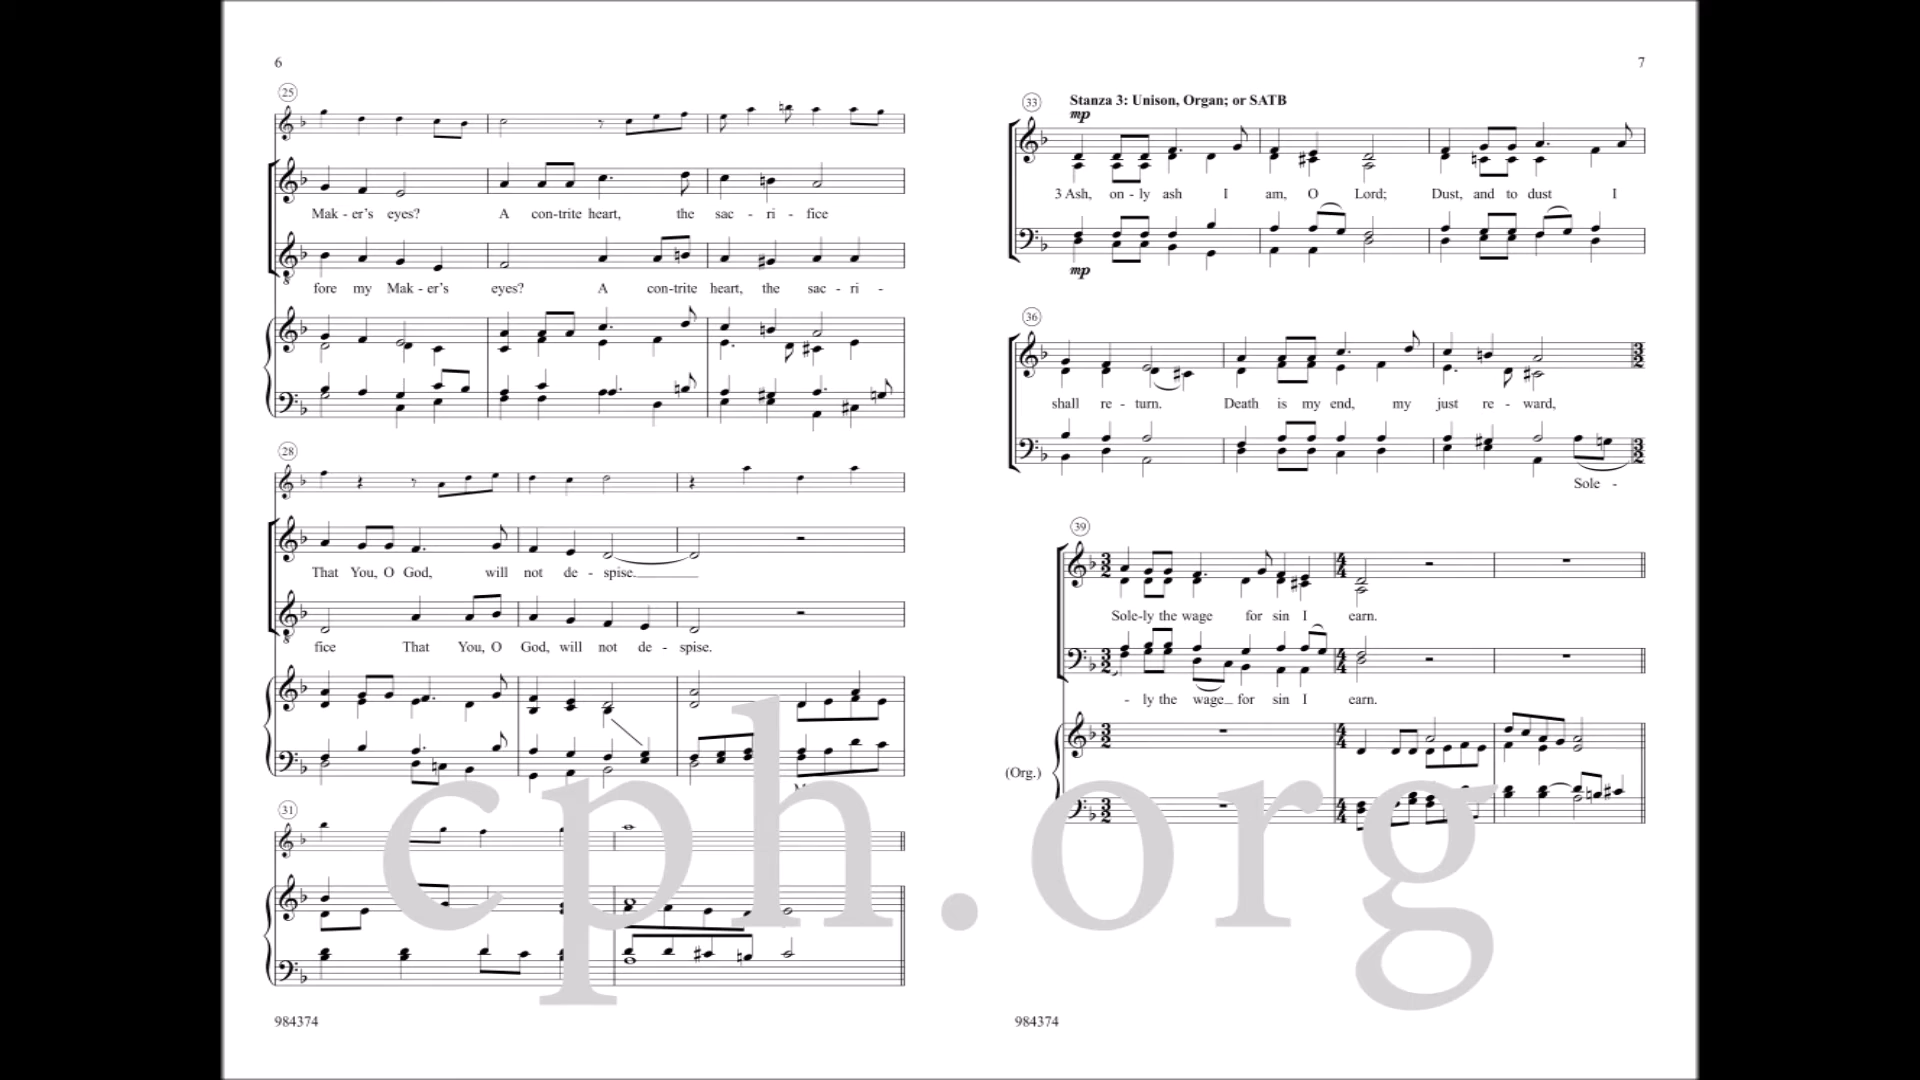 6
25
Mak - er's eyes? A con-trite heart, the sac - ri - fice
fore my Mak - er's eyes? A con-trite heart, the sac - ri -
28
That You, O God, will not de - spise.
fice That You, O God, will not de - spise.
31
984374
7
33 Stanza 3: Unison, Organ; or SATB
mp
3 Ash, on - ly ash I am, O Lord; Dust, and to dust I
mp
36
shall re - turn. Death is my end, my just re - ward,
Sole -
39
Sole-ly the wage for sin I earn.
- ly the wage for sin I earn.
(Org.)
984374
cph.org